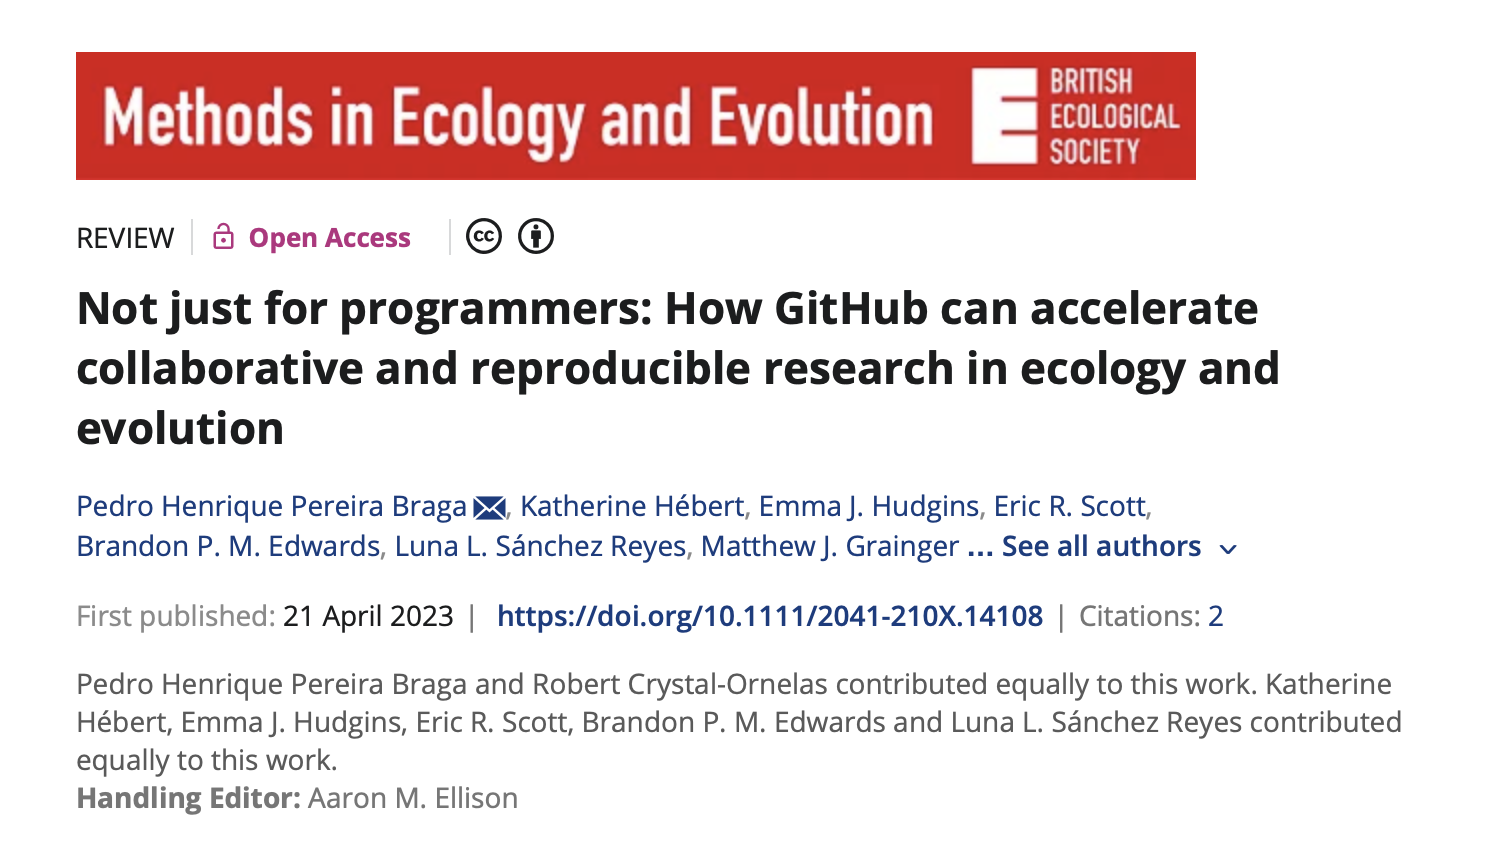 Methods in Ecology and Evolution
BRITISH
ECOLOGICAL
SOCIETY
REVIEW Open Access cc
Not just for programmers: How GitHub can accelerate
collaborative and reproducible research in ecology and
evolution
Pedro Henrique Pereira Braga, Katherine Hébert, Emma J. Hudgins, Eric R. Scott,
Brandon P. M. Edwards, Luna L. Sánchez Reyes, Matthew J. Grainger ... See all authors
First published: 21 April 2023 | https://doi.org/10.1111/2041-210X.14108 | Citations: 2
Pedro Henrique Pereira Braga and Robert Crystal-Ornelas contributed equally to this work. Katherine
Hébert, Emma J. Hudgins, Eric R. Scott, Brandon P. M. Edwards and Luna L. Sánchez Reyes contributed
equally to this work.
Handling Editor: Aaron M. Ellison